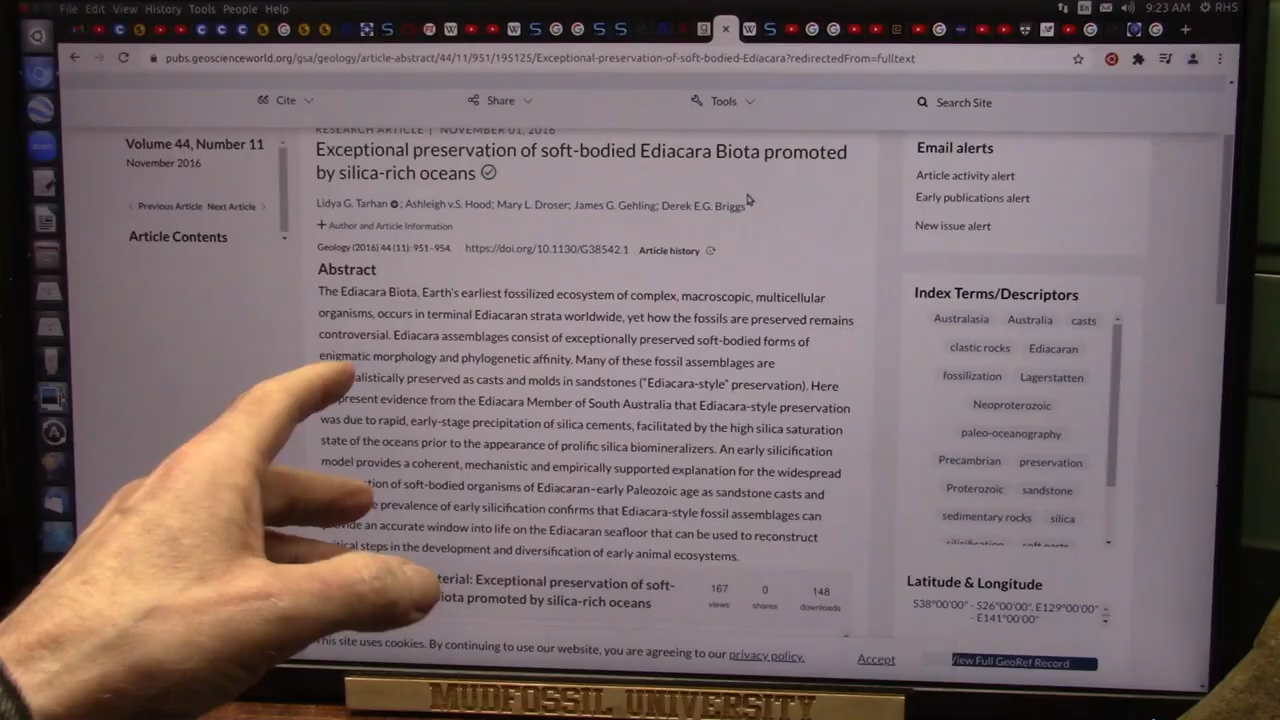 File Edit View History Tools People Help
En
9:23 AM RHS
pubs.geoscienceworld.org/gsa/geology/article-abstract/44/11/951/195125/Exceptional-preservation-of-soft-bodied-Ediacara?redirectedFrom=fulltext
Cite
Share
Tools
Search Site
Volume 44, Number 11
November 2016
Previous Article Next Article
Article Contents
RESEARCH ARTICLE | NOVEMBER 01, 2016
Exceptional preservation of soft-bodied Ediacara Biota promoted
by silica-rich oceans
Lidya G. Tarhan; Ashleigh v.S. Hood; Mary L. Droser; James G. Gehling; Derek E.G. Briggs
+ Author and Article Information
Geology (2016) 44 (11): 951–954.
https://doi.org/10.1130/G38542.1
Article history
Abstract
The Ediacara Biota, Earth's earliest fossilized ecosystem of complex, macroscopic, multicellular
organisms, occurs in terminal Ediacaran strata worldwide, yet how the fossils are preserved remains
controversial. Ediacara assemblages consist of exceptionally preserved soft-bodied forms of
enigmatic morphology and phylogenetic affinity. Many of these fossil assemblages are
alistically preserved as casts and molds in sandstones ("Ediacara-style" preservation). Here
present evidence from the Ediacara Member of South Australia that Ediacara-style preservation
was due to rapid, early-stage precipitation of silica cements, facilitated by the high silica saturation
state of the oceans prior to the appearance of prolific silica biomineralizers. An early silicification
model provides a coherent, mechanistic and empirically supported explanation for the widespread
tion of soft-bodied organisms of Ediacaran–early Paleozoic age as sandstone casts and
e prevalence of early silicification confirms that Ediacara-style fossil assemblages can
vide an accurate window into life on the Ediacaran seafloor that can be used to reconstruct
tical steps in the development and diversification of early animal ecosystems.
terial: Exceptional preservation of soft-
iota promoted by silica-rich oceans
167
views
0
shares
148
downloads
This site uses cookies. By continuing to use our website, you are agreeing to our privacy policy.
Accept
Email alerts
Article activity alert
Early publications alert
New issue alert
Index Terms/Descriptors
Australasia Australia casts
clastic rocks Ediacaran
fossilization Lagerstatten
Neoproterozoic
paleo-oceanography
Precambrian preservation
Proterozoic sandstone
sedimentary rocks silica
silicification soft parts
Latitude & Longitude
S38°00'00" - S26°00'00", E129°00'00"
- E141°00'00"
View Full GeoRef Record
MUDFOSSIL UNIVERSITY